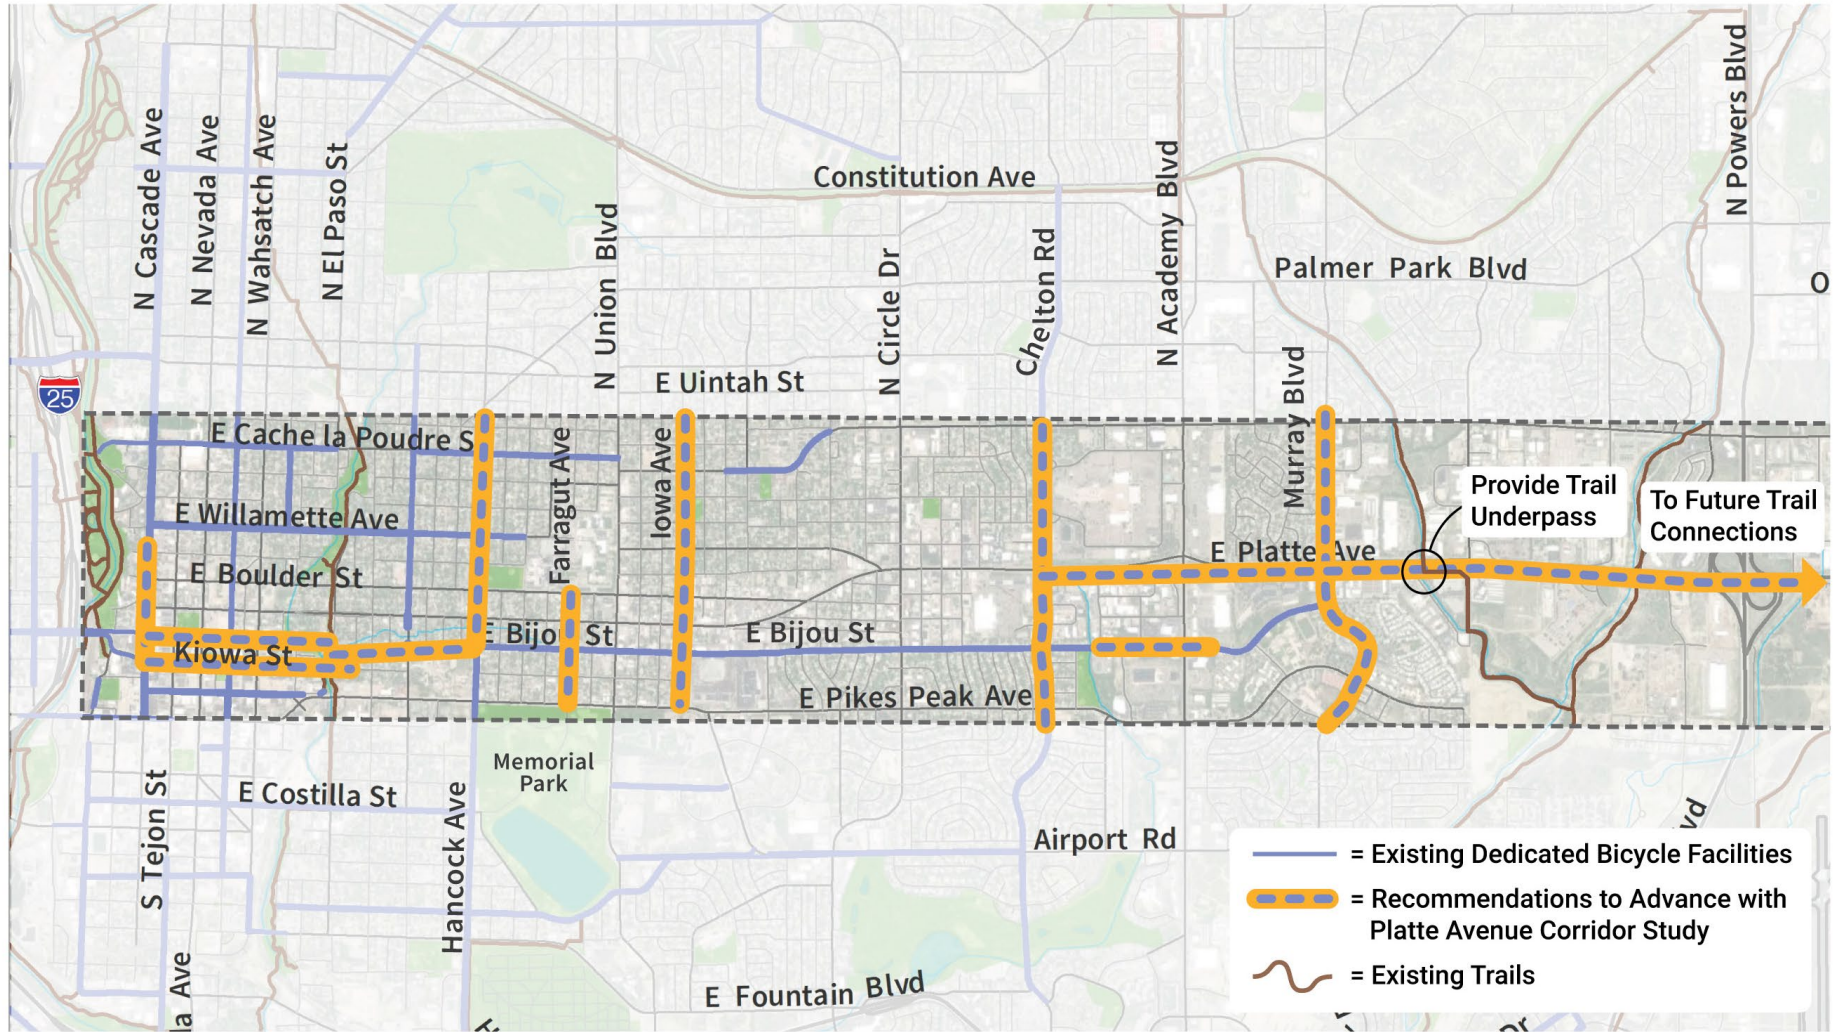 N Cascade Ave
N Nevada Ave
N Wahsatch Ave
N El Paso St
N Union Blvd
Constitution Ave
N Circle Dr
Chelton Rd
N Academy Blvd
Palmer Park Blvd
N Powers Blvd
O
25
E Uintah St
Murray Blvd
E Cache la Poudre S
Farragut Ave
Iowa Ave
E Willamette Ave
E Boulder St
E Platte Ave
Provide Trail
Underpass
To Future Trail
Connections
Kiowa St
E Bijou St
E Bijou St
E Pikes Peak Ave
Memorial
Park
S Tejon St
E Costilla St
Hancock Ave
Airport Rd
E Fountain Blvd
la Ave
vd
Dr
= Existing Dedicated Bicycle Facilities
= Recommendations to Advance with
Platte Avenue Corridor Study
= Existing Trails